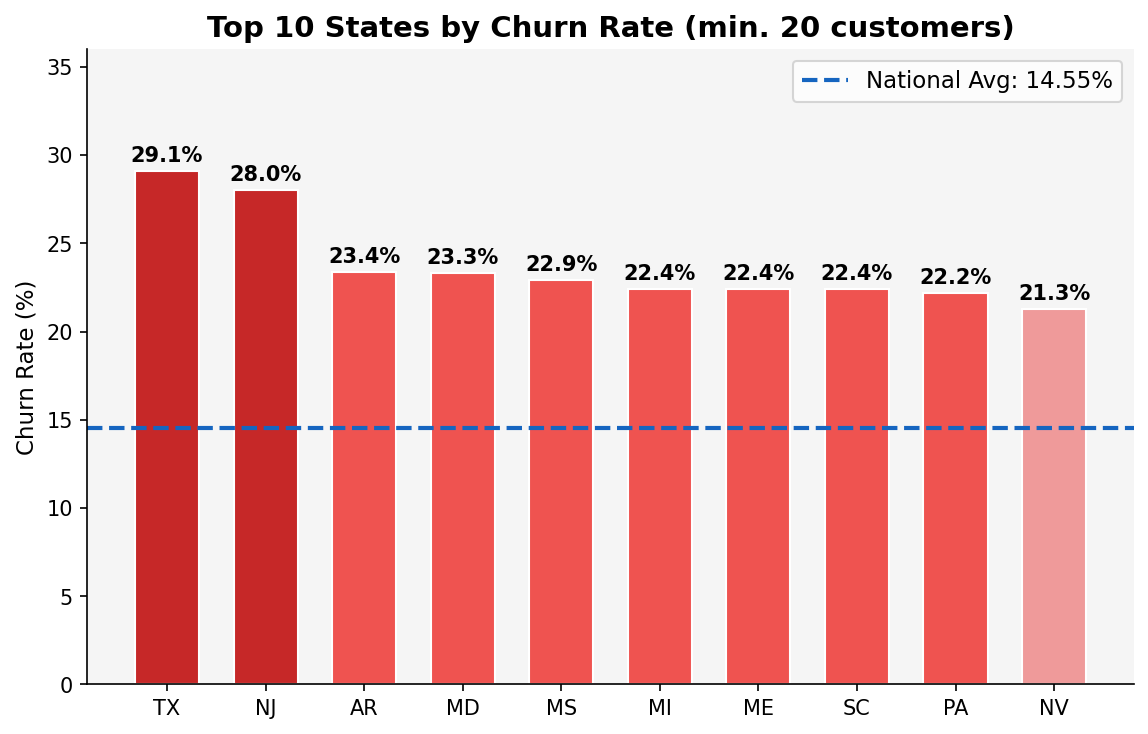 Top 10 States by Churn Rate (min. 20 customers)
National Avg: 14.55%
Churn Rate (%)
35
30
25
20
15
10
5
0
29.1%
28.0%
23.4%
23.3%
22.9%
22.4%
22.4%
22.4%
22.2%
21.3%
TX
NJ
AR
MD
MS
MI
ME
SC
PA
NV